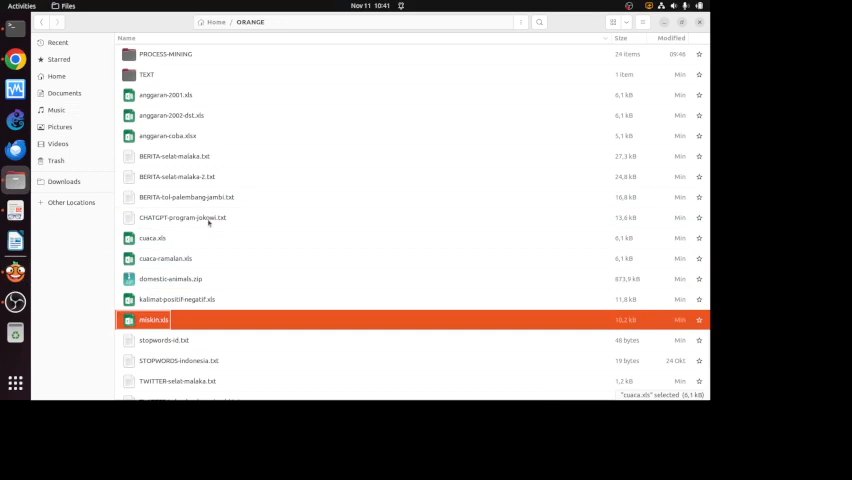 Activities Files Nov 11 10:41
Home / ORANGE
Recent
Starred
Home
Documents
Music
Pictures
Videos
Trash
Downloads
Other Locations
Name Size Modified
PROCESS-MINING 24 items 09:46
TEXT 1 item Min
anggaran-2001.xls 6,1 kB Min
anggaran-2002-dst.xls 6,1 kB Min
anggaran-coba.xlsx 5,1 kB Min
BERITA-selat-malaka.txt 27,3 kB Min
BERITA-selat-malaka-2.txt 24,8 kB Min
BERITA-tol-palembang-jambi.txt 16,8 kB Min
CHATGPT-program-jokowi.txt 13,6 kB Min
cuaca.xls 6,1 kB Min
cuaca-ramalan.xls 6,1 kB Min
domestic-animals.zip 873,9 kB Min
kalimat-positif-negatif.xls 11,8 kB Min
miskin.xls 10,2 kB Min
stopwords-id.txt 48 bytes Min
STOPWORDS-indonesia.txt 19 bytes 24 Okt
TWITTER-selat-malaka.txt 1,2 kB Min
"cuaca.xls" selected (6,1 kB)